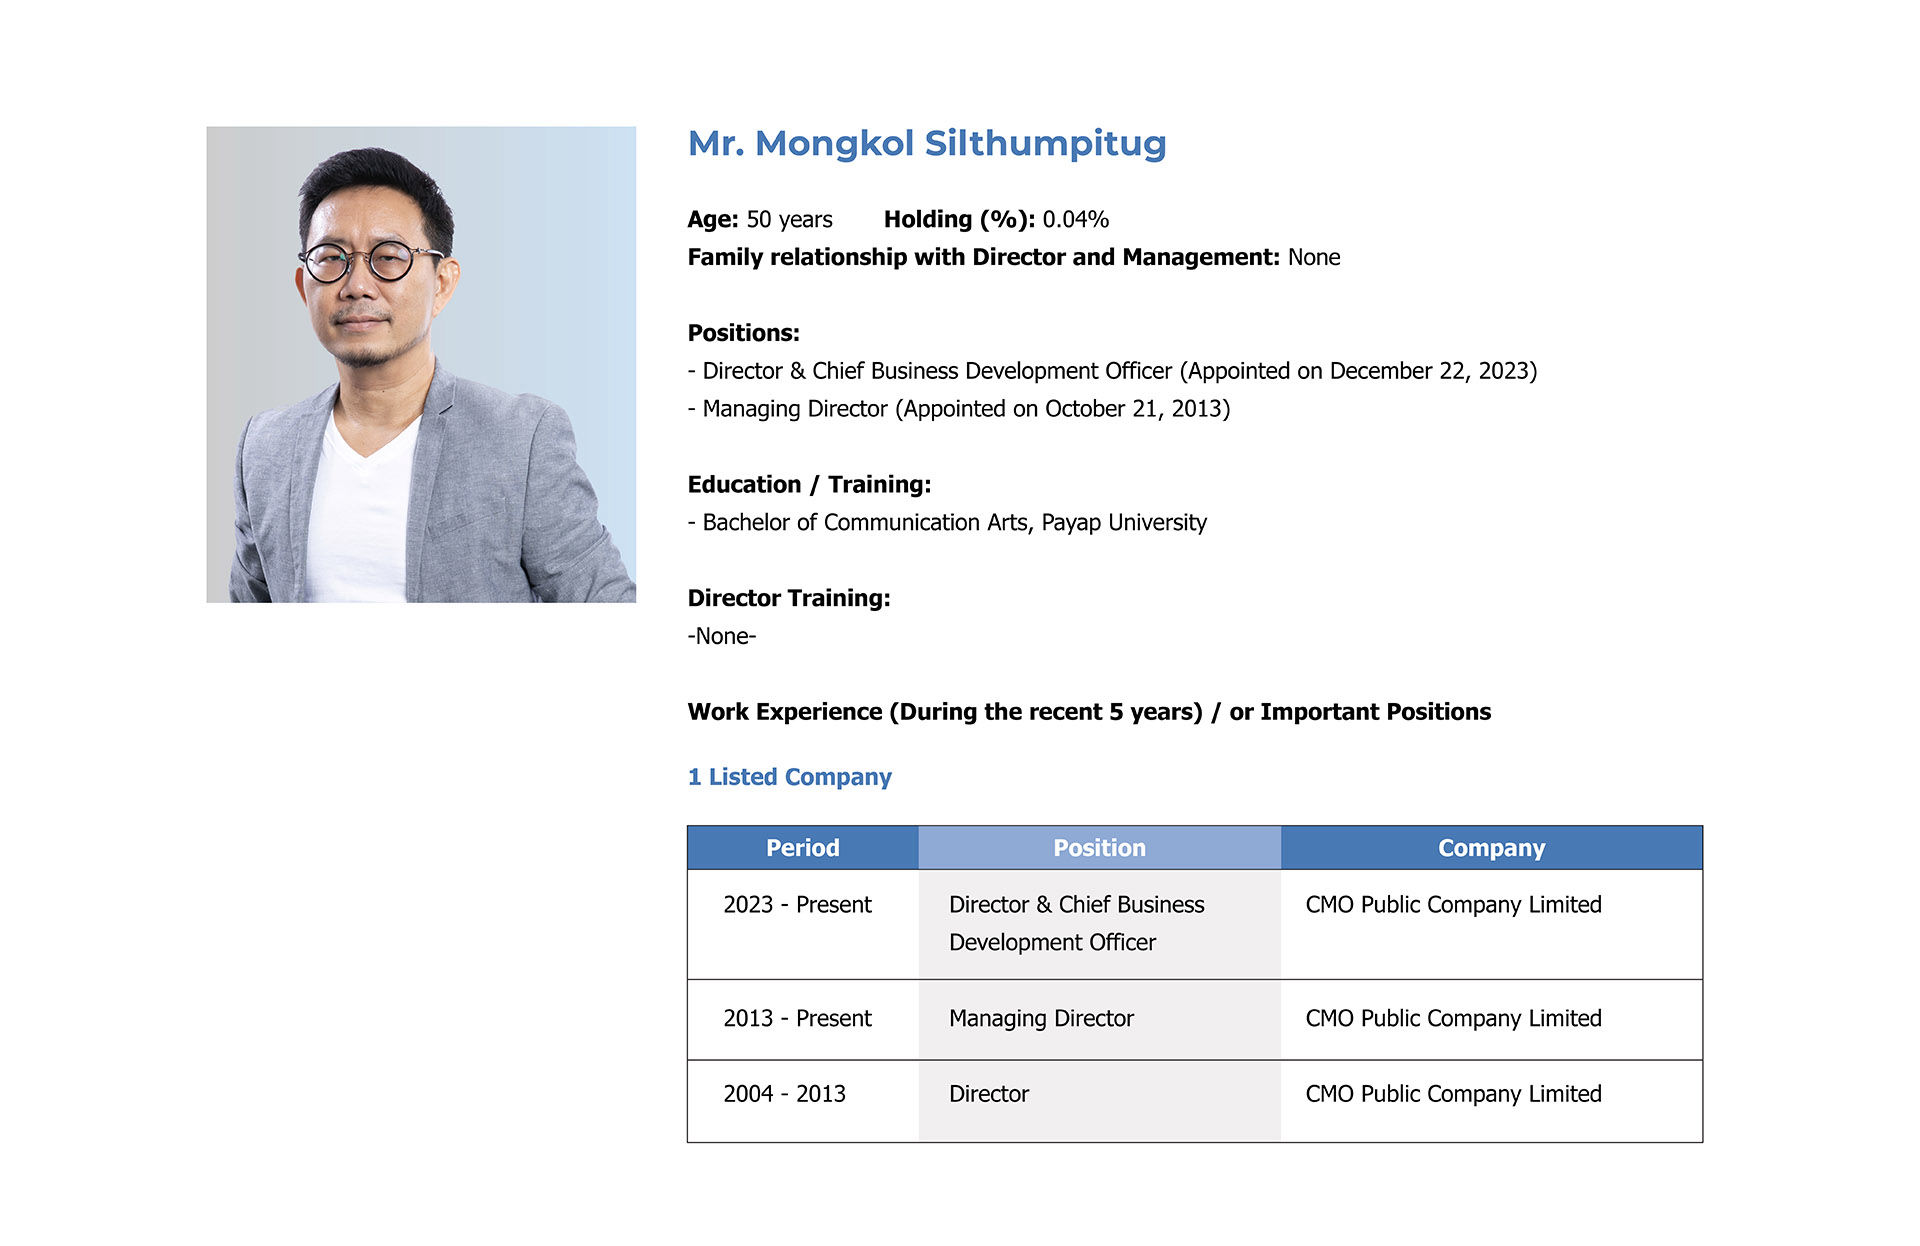 Mr. Mongkol Silthumpitug
Age: 50 years Holding (%): 0.04%
Family relationship with Director and Management: None
Positions:
- Director & Chief Business Development Officer (Appointed on December 22, 2023)
- Managing Director (Appointed on October 21, 2013)
Education / Training:
- Bachelor of Communication Arts, Payap University
Director Training:
-None-
Work Experience (During the recent 5 years) / or Important Positions
1 Listed Company
Period Position Company
2023 - Present Director & Chief Business CMO Public Company Limited
Development Officer
2013 - Present Managing Director CMO Public Company Limited
2004 - 2013 Director CMO Public Company Limited